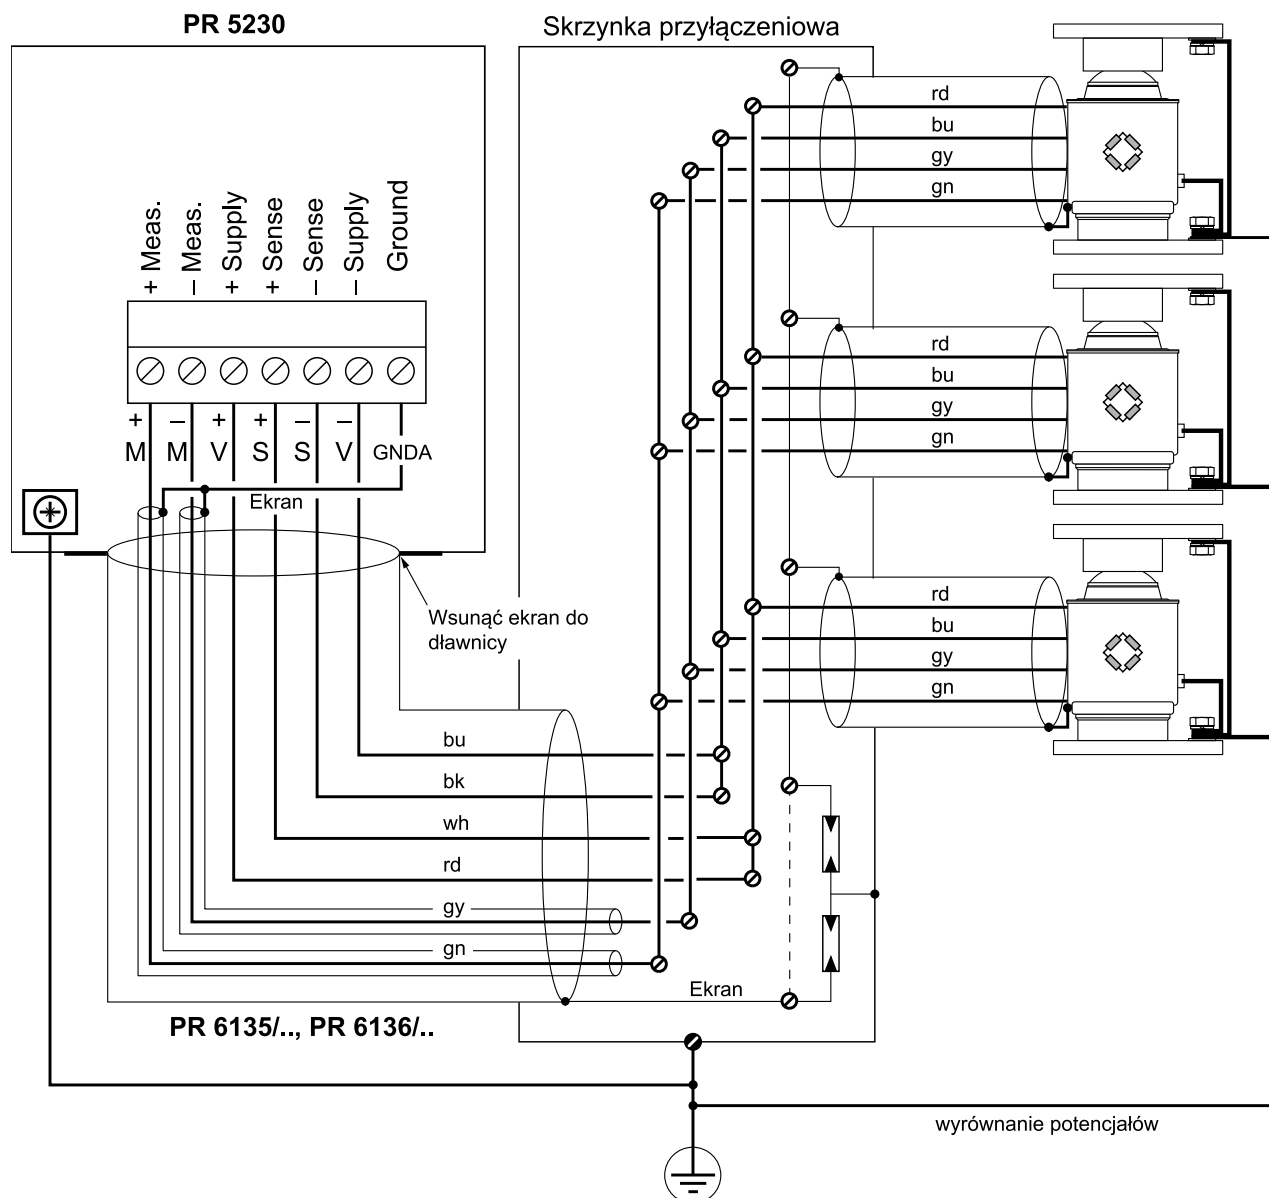 PR 5230
Skrzynka przyłączeniowa
+ Meas.
– Meas.
+ Supply
+ Sense
– Sense
– Supply
Ground
+ – + + – –
M M V S S V GNDA
Ekran
Wsunąć ekran do
dławnicy
rd
bu
gy
gn
rd
bu
gy
gn
rd
bu
gy
gn
bu
bk
wh
rd
gy
gn
Ekran
PR 6135/.., PR 6136/..
wyrównanie potencjałów